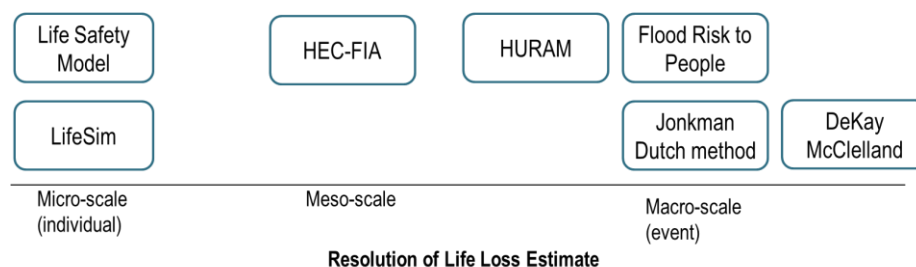 Life Safety
Model
HEC-FIA
HURAM
Flood Risk to
People
LifeSim
Jonkman
Dutch method
DeKay
McClelland
Micro-scale
(individual)
Meso-scale
Macro-scale
(event)
Resolution of Life Loss Estimate